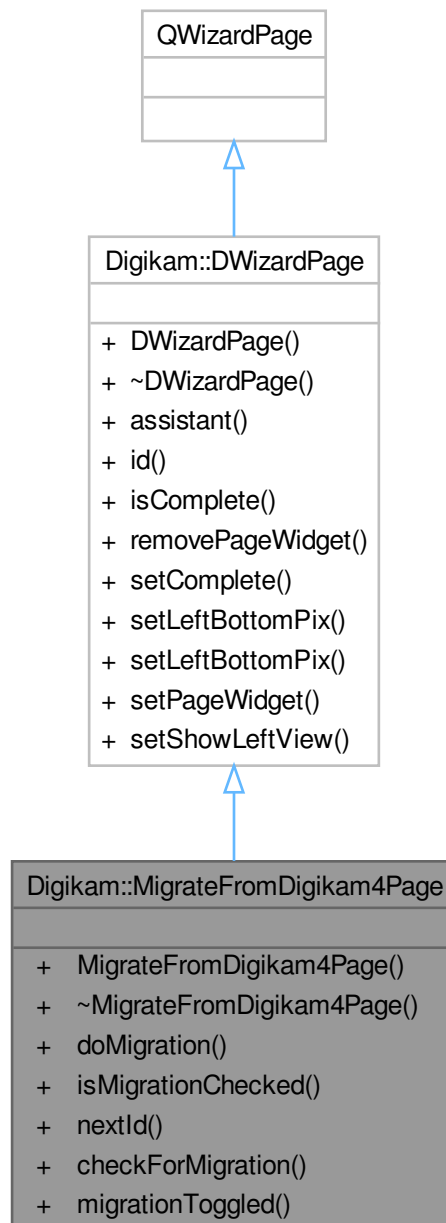 QWizardPage
Digikam::DWizardPage
+ DWizardPage()
+ ~DWizardPage()
+ assistant()
+ id()
+ isComplete()
+ removePageWidget()
+ setComplete()
+ setLeftBottomPix()
+ setLeftBottomPix()
+ setPageWidget()
+ setShowLeftView()
Digikam::MigrateFromDigikam4Page
+ MigrateFromDigikam4Page()
+ ~MigrateFromDigikam4Page()
+ doMigration()
+ isMigrationChecked()
+ nextId()
+ checkForMigration()
+ migrationToggled()